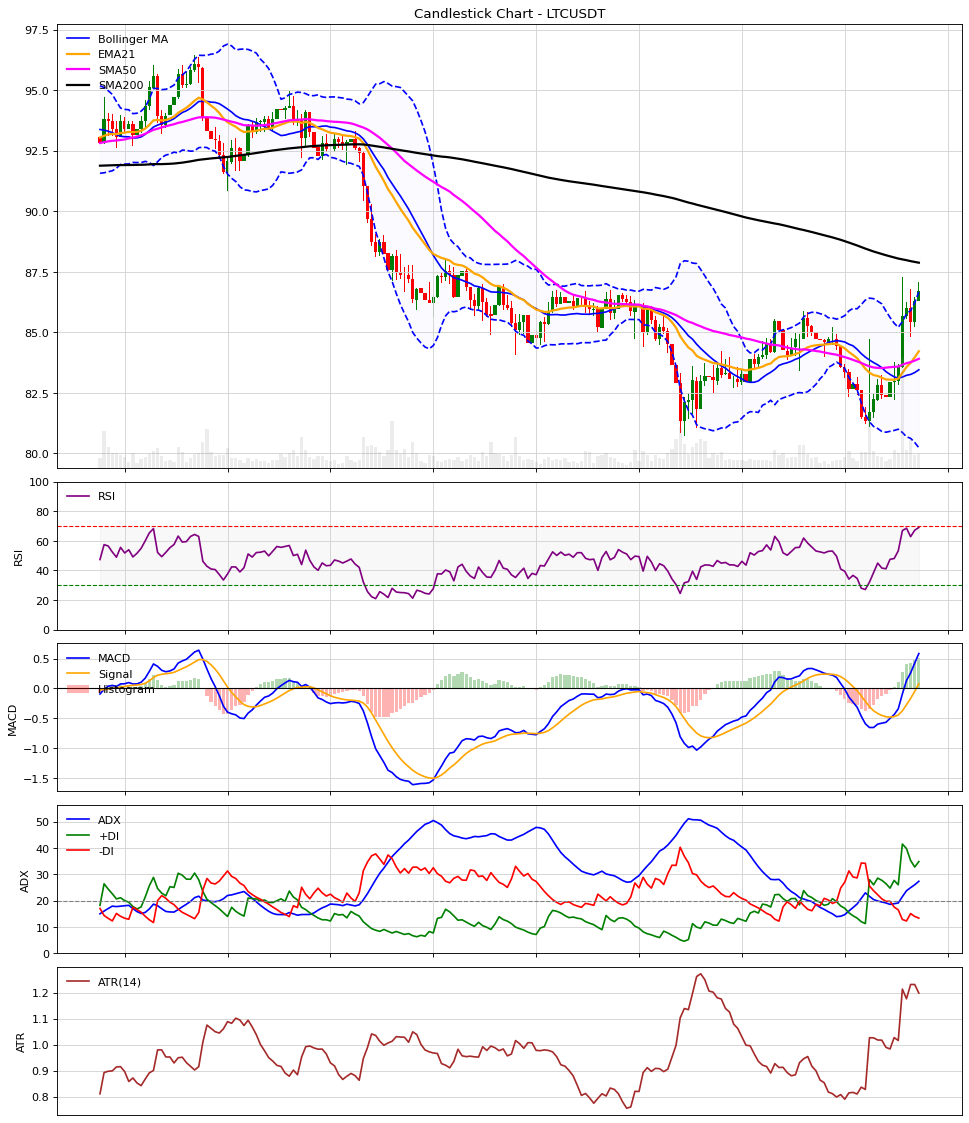 Candlestick Chart - LTCUSDT
97.5
95.0
92.5
90.0
87.5
85.0
82.5
80.0
Bollinger MA
EMA21
SMA50
SMA200
100
80
60
40
20
0
RSI
RSI
0.5
0.0
−0.5
−1.0
−1.5
MACD
MACD
Signal
Histogram
50
40
30
20
10
0
ADX
ADX
+DI
-DI
1.2
1.1
1.0
0.9
0.8
ATR
ATR(14)